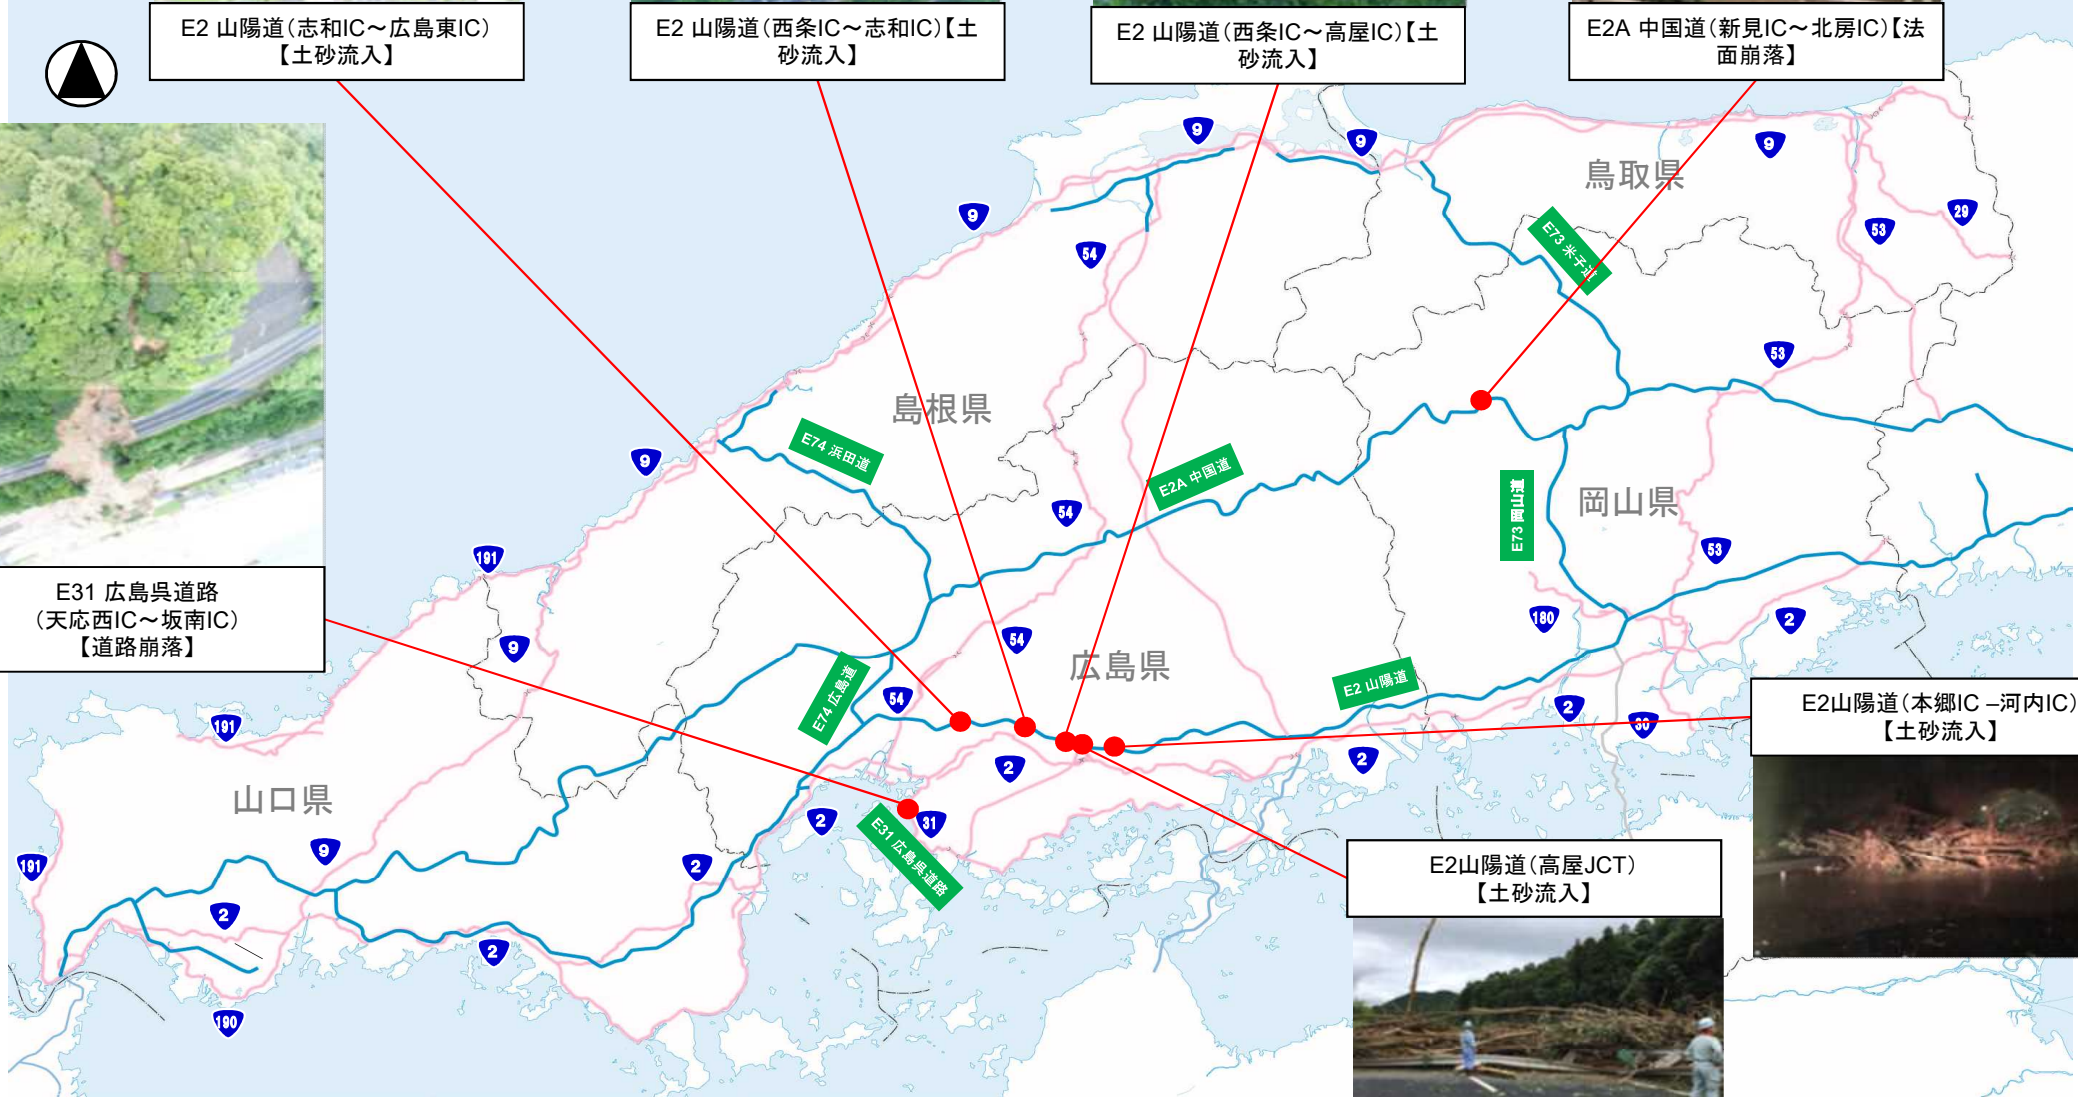 E2 山陽道(志和IC～広島東IC)
【土砂流入】
E2 山陽道(西条IC～志和IC)【土
砂流入】
E2 山陽道(西条IC～高屋IC)【土
砂流入】
E2A 中国道(新見IC～北房IC)【法
面崩落】
9
9
9
鳥取県
29
53
9
54
E73 米子道
53
島根県
E74 浜田道
9
E2A 中国道
54
E73 岡山道
岡山県
53
191
E31 広島呉道路
(天応西IC～坂南IC)
【道路崩落】
9
54
広島県
180
2
E74 広島道
54
E2 山陽道
2
30
E2山陽道(本郷IC –河内IC)
【土砂流入】
191
2
2
山口県
E31 広島呉道路
31
2
9
191
2
E2山陽道(高屋JCT)
【土砂流入】
2
2
190